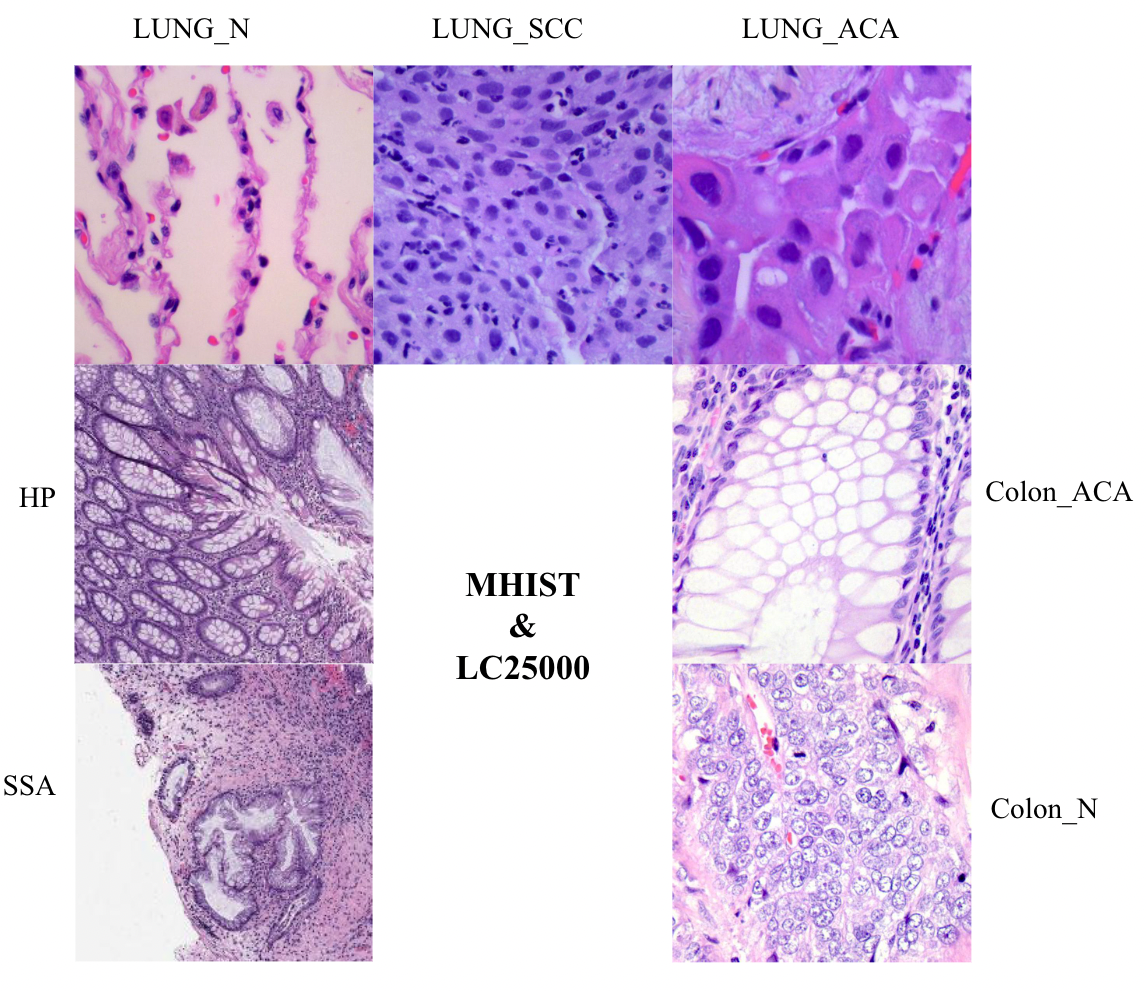 LUNG_N
LUNG_SCC
LUNG_ACA
HP
Colon_ACA
MHIST
&
LC25000
SSA
Colon_N